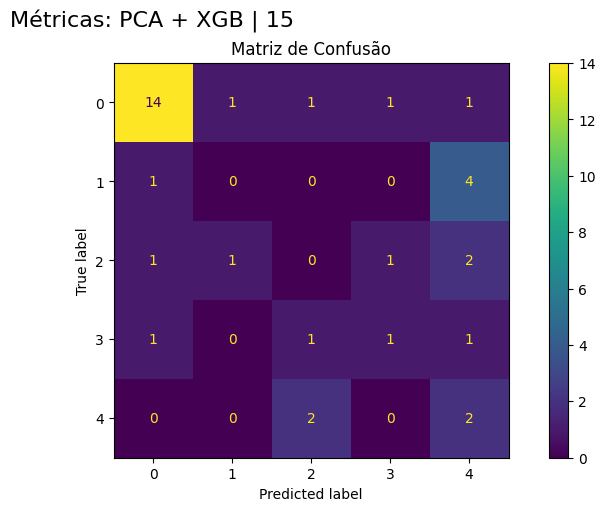 Métricas: PCA + XGB | 15
Matriz de Confusão
True label
0 14 1 1 1 1
1 1 0 0 0 4
2 1 1 0 1 2
3 1 0 1 1 1
4 0 0 2 0 2
0 1 2 3 4
Predicted label
14
12
10
8
6
4
2
0